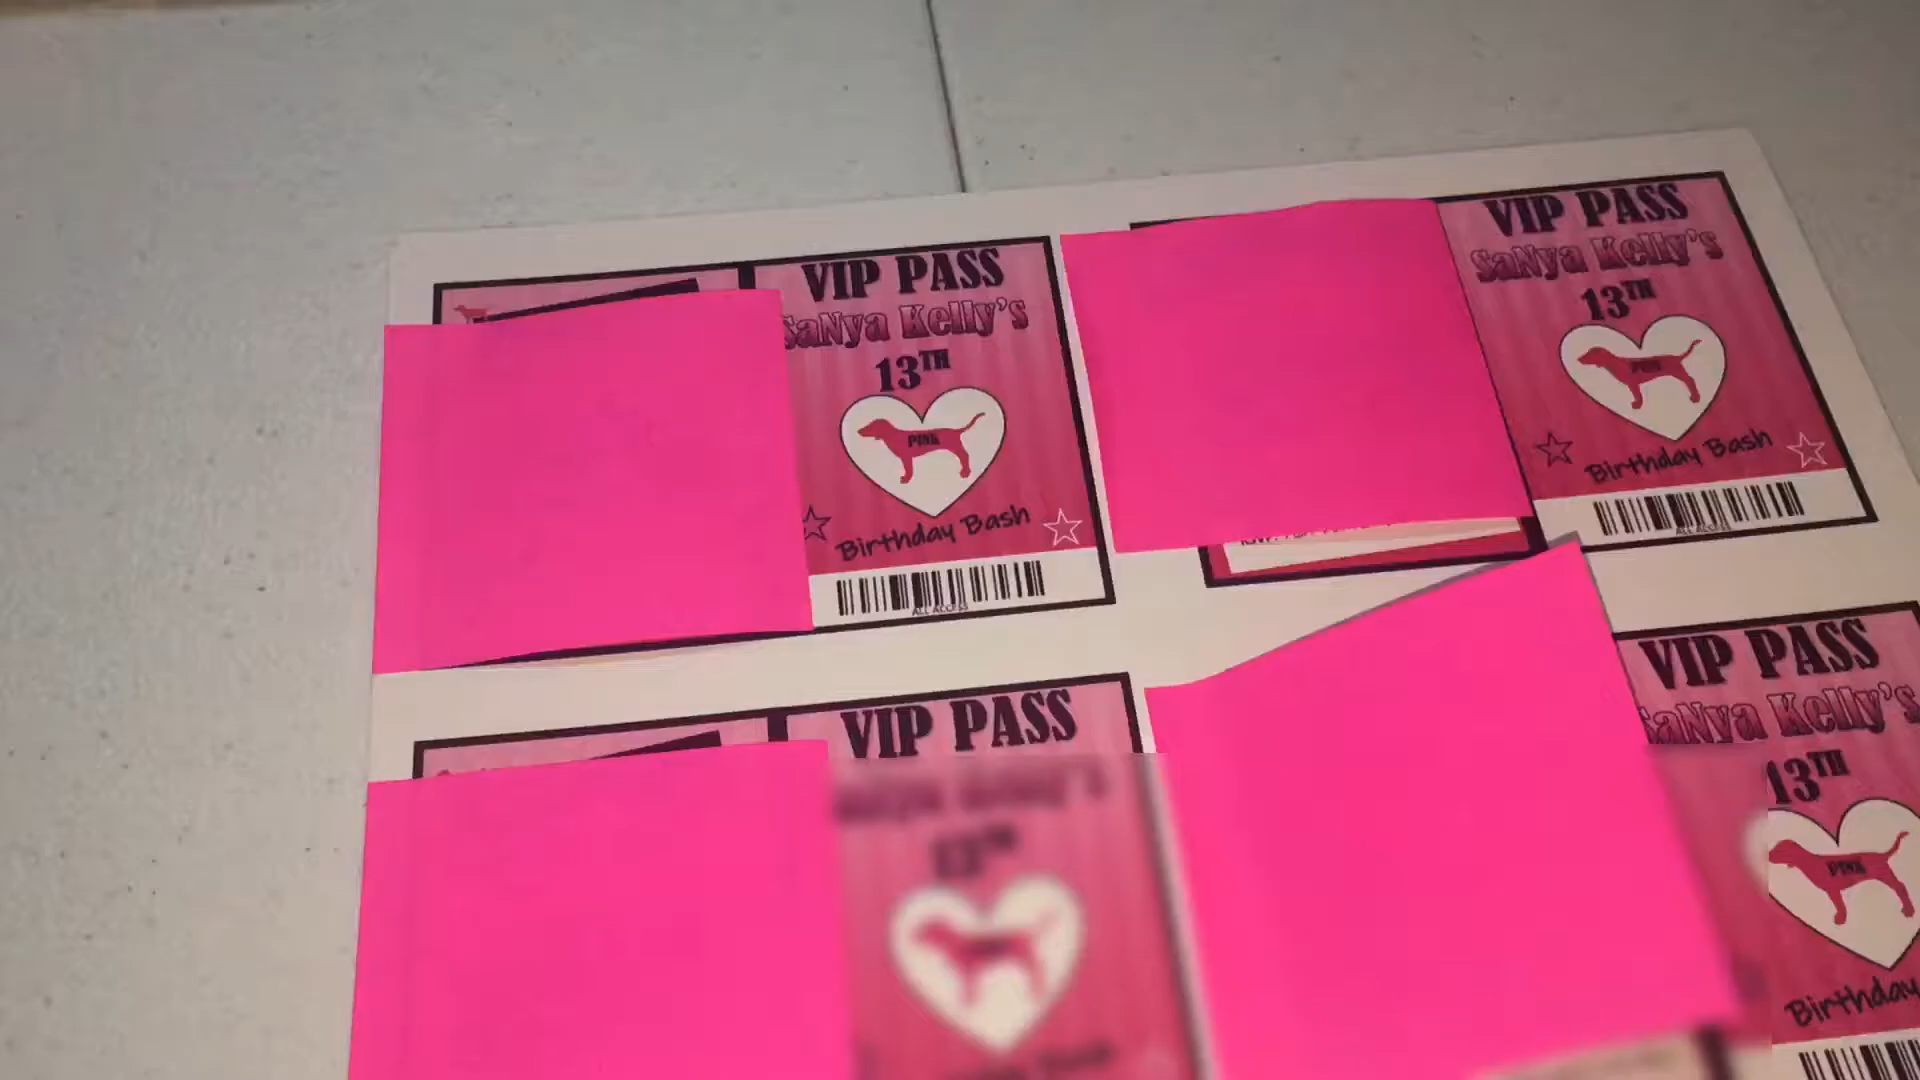 VIP PASS
SaNya Kelly's
13TH
PINK
Birthday Bash
ALL ACCESS
VIP PASS
SaNya Kelly's
13TH
PINK
Birthday Bash
ALL ACCESS
VIP PASS
VIP PASS
SaNya Kelly's
13TH
PINK
Birthday